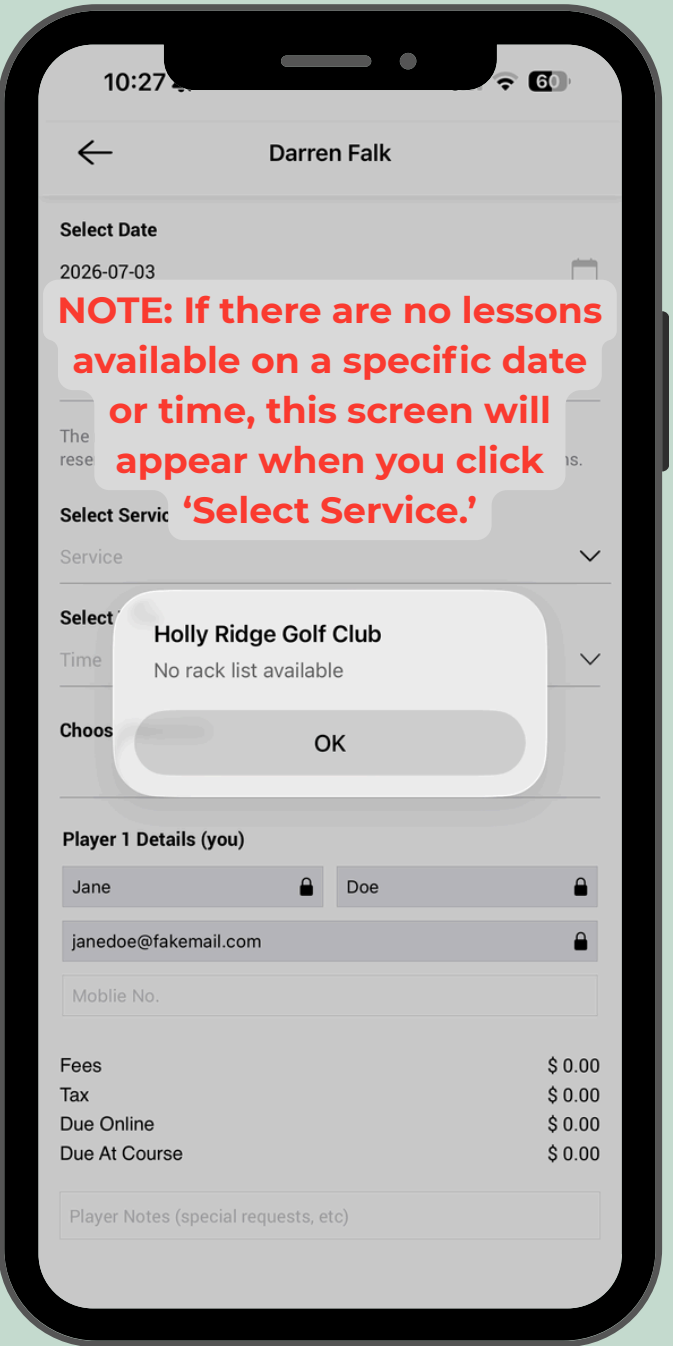 10:27
60
Darren Falk
Select Date
2026-07-03
NOTE: If there are no lessons
available on a specific date
or time, this screen will
appear when you click
‘Select Service.’
The
Select
Service
Select
Time
Holly Ridge Golf Club
No rack list available
OK
Player 1 Details (you)
Jane Doe
janedoe@fakemail.com
Moblie No.
Fees $ 0.00
Tax $ 0.00
Due Online $ 0.00
Due At Course $ 0.00
Player Notes (special requests, etc)